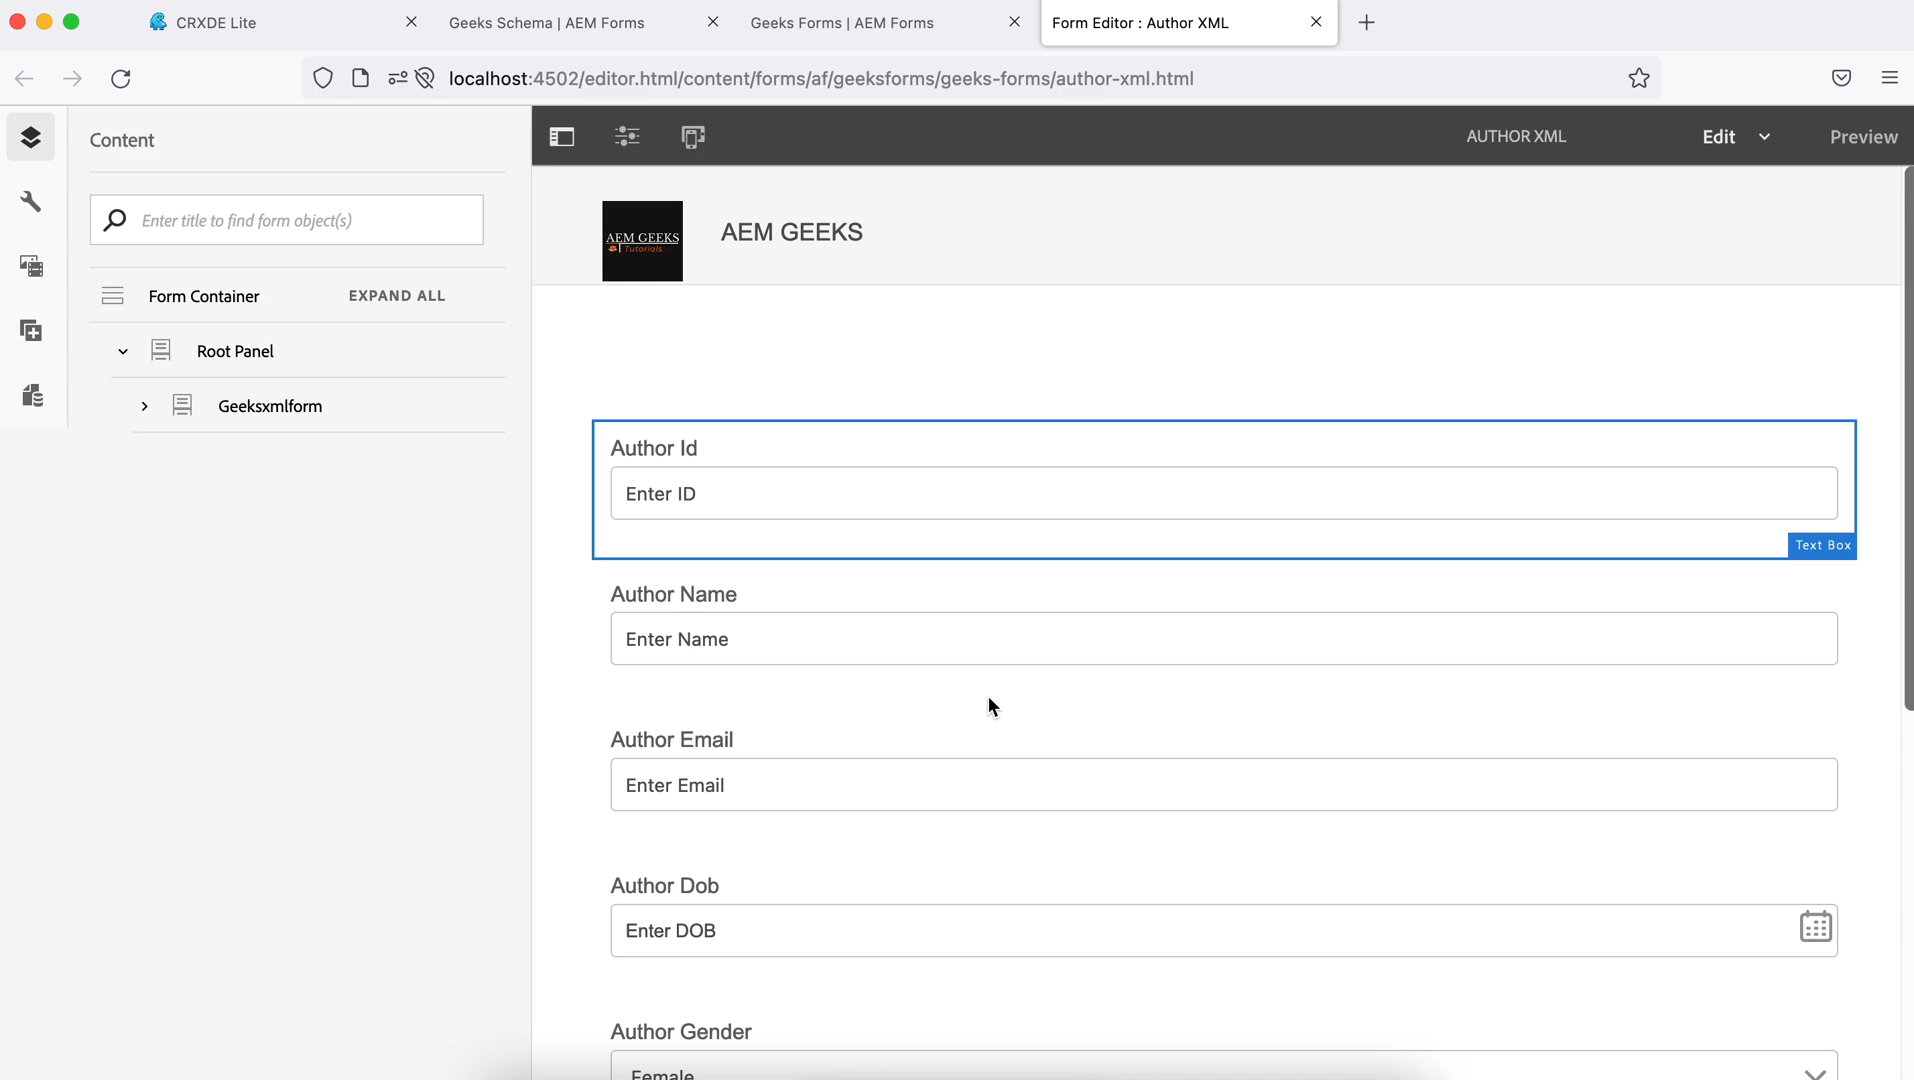 CRXDE Lite
Geeks Schema | AEM Forms
Geeks Forms | AEM Forms
Form Editor : Author XML
localhost:4502/editor.html/content/forms/af/geeksforms/geeks-forms/author-xml.html
Content
AUTHOR XML
Edit
Preview
Enter title to find form object(s)
AEM GEEKS
Tutorials
AEM GEEKS
Form Container
EXPAND ALL
Root Panel
Geeksxmlform
Author Id
Enter ID
Text Box
Author Name
Enter Name
Author Email
Enter Email
Author Dob
Enter DOB
Author Gender
Female